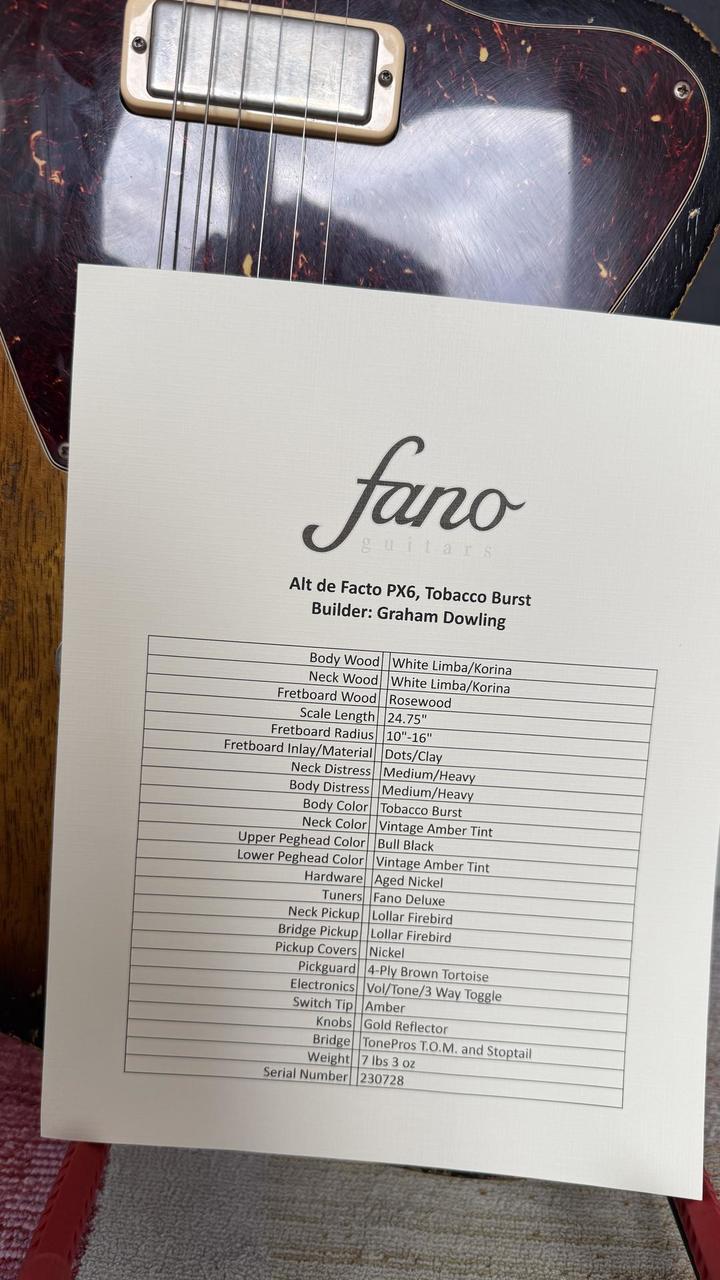 fano
guitars
Alt de Facto PX6, Tobacco Burst
Builder: Graham Dowling
Body Wood White Limba/Korina
Neck Wood White Limba/Korina
Fretboard Wood Rosewood
Scale Length 24.75"
Fretboard Radius 10"-16"
Fretboard Inlay/Material Dots/Clay
Neck Distress Medium/Heavy
Body Distress Medium/Heavy
Body Color Tobacco Burst
Neck Color Vintage Amber Tint
Upper Peghead Color Bull Black
Lower Peghead Color Vintage Amber Tint
Hardware Aged Nickel
Tuners Fano Deluxe
Neck Pickup Lollar Firebird
Bridge Pickup Lollar Firebird
Pickup Covers Nickel
Pickguard 4-Ply Brown Tortoise
Electronics Vol/Tone/3 Way Toggle
Switch Tip Amber
Knobs Gold Reflector
Bridge TonePros T.O.M. and Stoptail
Weight 7 lbs 3 oz
Serial Number 230728